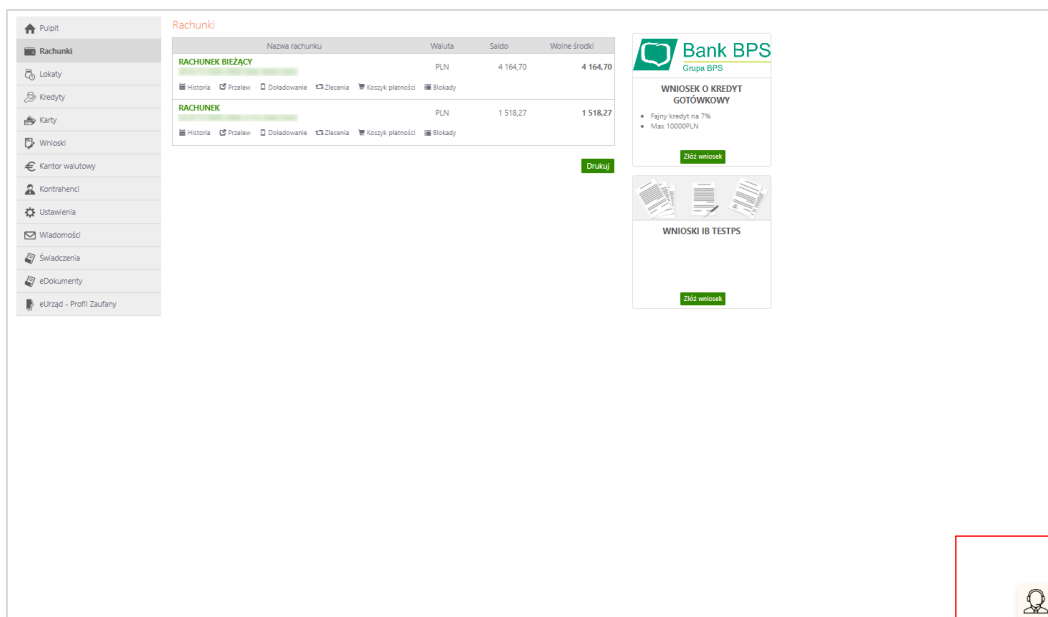 Pulpit
Rachunki
Lokaty
Kredyty
Karty
Wnioski
Kantor walutowy
Kontrahenci
Ustawienia
Wiadomości
Świadczenia
eDokumenty
eUrząd - Profil Zaufany
Rachunki
Nazwa rachunku Waluta Saldo Wolne środki
RACHUNEK BIEŻĄCY PLN 4 164,70 4 164,70
Historia Przelew Doładowanie Zlecenia Koszyk płatności Blokady
RACHUNEK PLN 1 518,27 1 518,27
Historia Przelew Doładowanie Zlecenia Koszyk płatności Blokady
Drukuj
Bank BPS
Grupa BPS
WNIOSEK O KREDYT
GOTÓWKOWY
Fajny kredyt na 7%
Max 10000PLN
Złóż wniosek
WNIOSKI IB TESTPS
Złóż wniosek